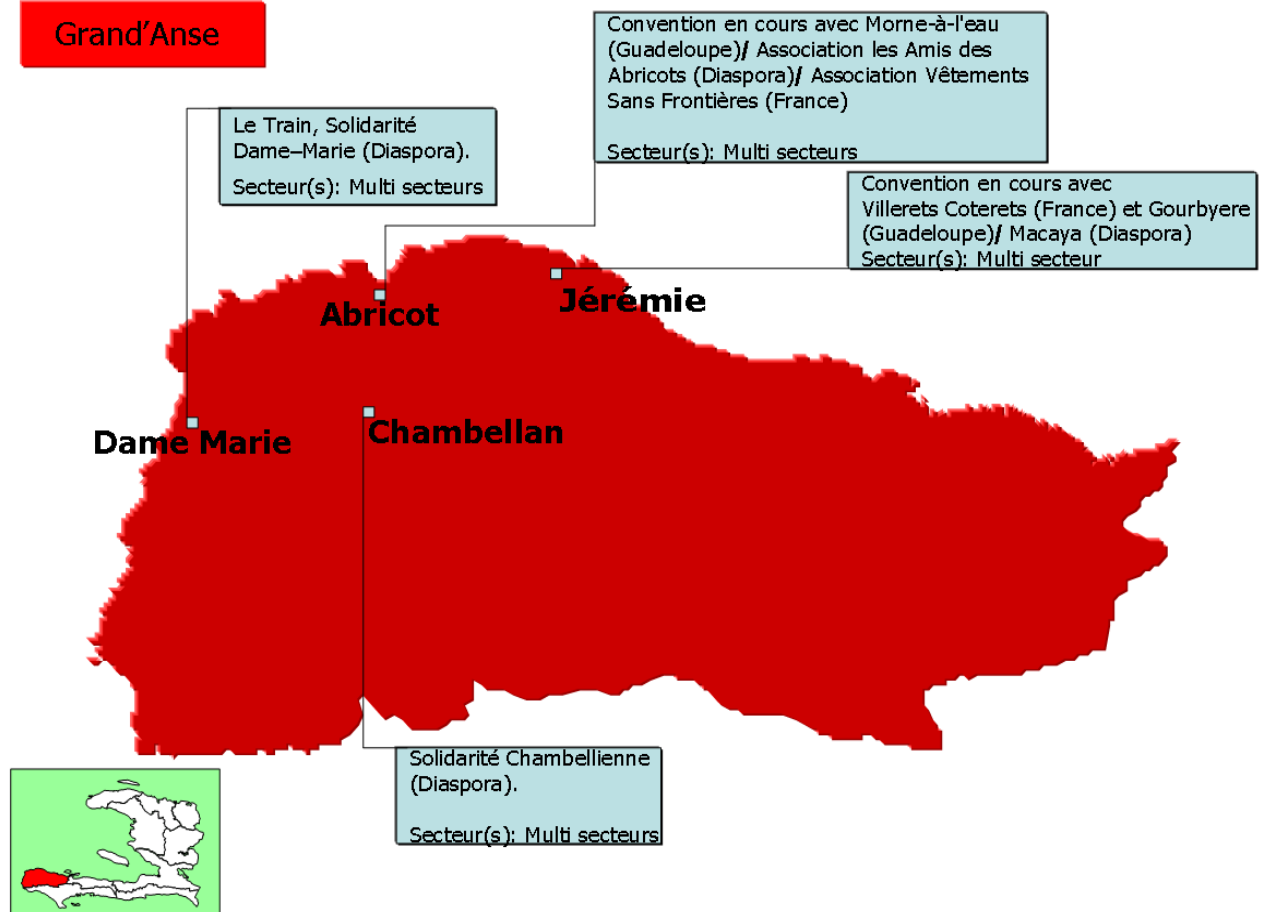 Grand'Anse
Convention en cours avec Morne-à-l'eau
(Guadeloupe)/ Association les Amis des
Abricots (Diaspora)/ Association Vêtements
Sans Frontières (France)
Secteur(s): Multi secteurs
Le Train, Solidarité
Dame–Marie (Diaspora).
Secteur(s): Multi secteurs
Convention en cours avec
Villerets Coterets (France) et Gourbyere
(Guadeloupe)/ Macaya (Diaspora)
Secteur(s): Multi secteur
Abricot
Jérémie
Dame Marie
Chambellan
Solidarité Chambellienne
(Diaspora).
Secteur(s): Multi secteurs